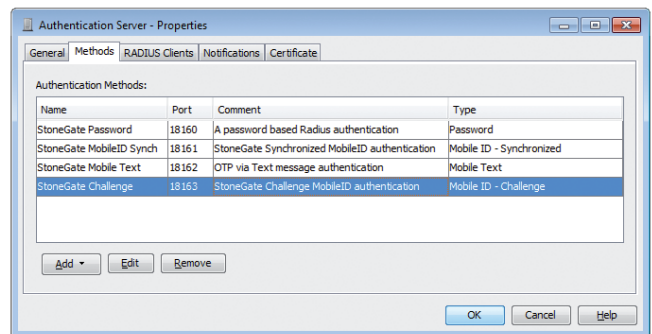 Authentication Server - Properties
General Methods RADIUS Clients Notifications Certificate
Authentication Methods:
Name Port Comment Type
StoneGate Password 18160 A password based Radius authentication Password
StoneGate MobileID Synch 18161 StoneGate Synchronized MobileID authentication Mobile ID - Synchronized
StoneGate Mobile Text 18162 OTP via Text message authentication Mobile Text
StoneGate Challenge 18163 StoneGate Challenge MobileID authentication Mobile ID - Challenge
Add Edit Remove
OK Cancel Help